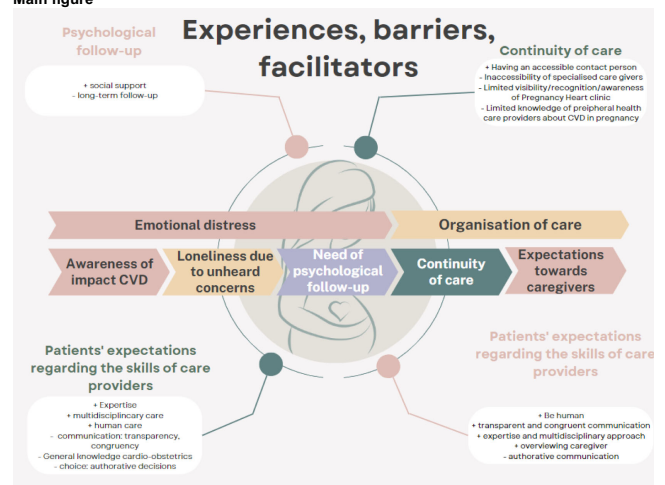 Main figure
Experiences, barriers,
facilitators
Psychological
follow-up
+ social support
- long-term follow-up
Continuity of care
+ Having an accessible contact person
- Inaccessibility of specialised care givers
- Limited visibility/recognition/awareness
of Pregnancy Heart clinic
- Limited knowledge of preipheral health
care providers about CVD in pregnancy
Emotional distress
Organisation of care
Awareness of
impact CVD
Loneliness due
to unheard
concerns
Need of
psychological
follow-up
Continuity
of care
Expectations
towards
caregivers
Patients' expectations
regarding the skills of care
providers
+ Expertise
+ multidisciplincary care
+ human care
- communication: transparency,
congruency
- General knowledge cardio-obstetrics
- choice: authorative decisions
Patients' expectations
regarding the skills of care
providers
+ Be human
+ transparent and congruent communication
+ expertise and multidisciplinary approach
+ overviewing caregiver
- authorative communication